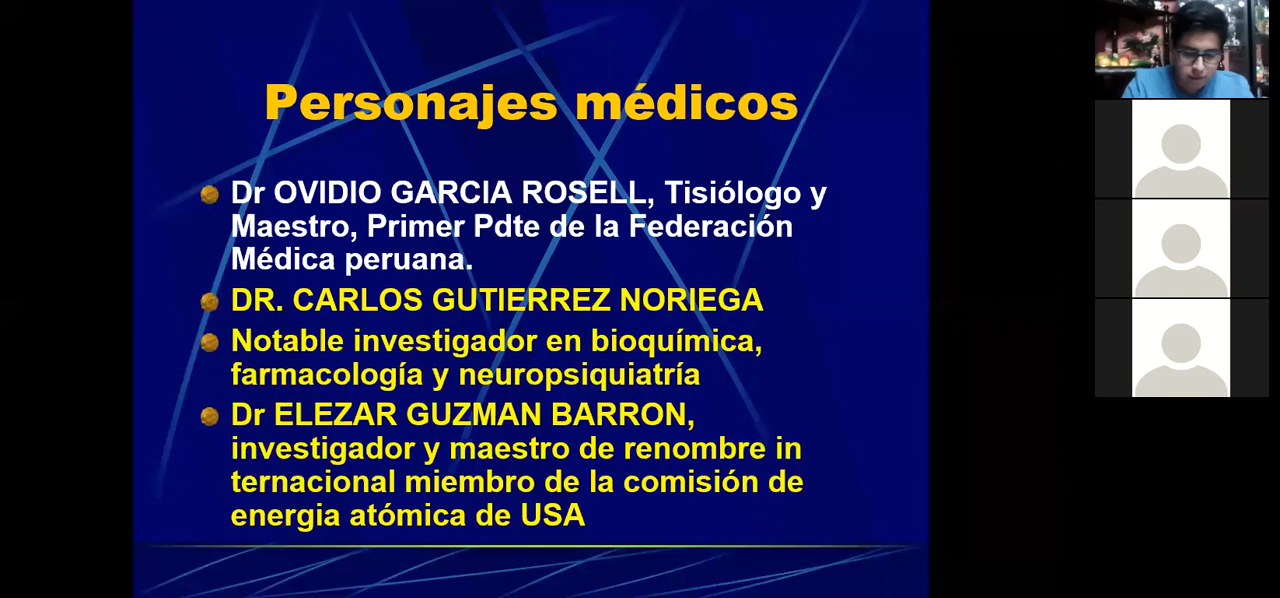 Personajes médicos
Dr OVIDIO GARCIA ROSELL, Tisiólogo y
Maestro, Primer Pdte de la Federación
Médica peruana.
DR. CARLOS GUTIERREZ NORIEGA
Notable investigador en bioquímica,
farmacología y neuropsiquiatría
Dr ELEZAR GUZMAN BARRON,
investigador y maestro de renombre in
ternacional miembro de la comisión de
energia atómica de USA